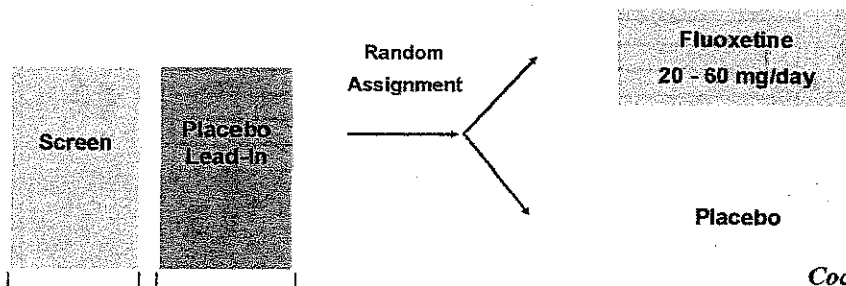 Screen
Placebo
Lead-In
Random
Assignment
Fluoxetine
20 - 60 mg/day
Placebo